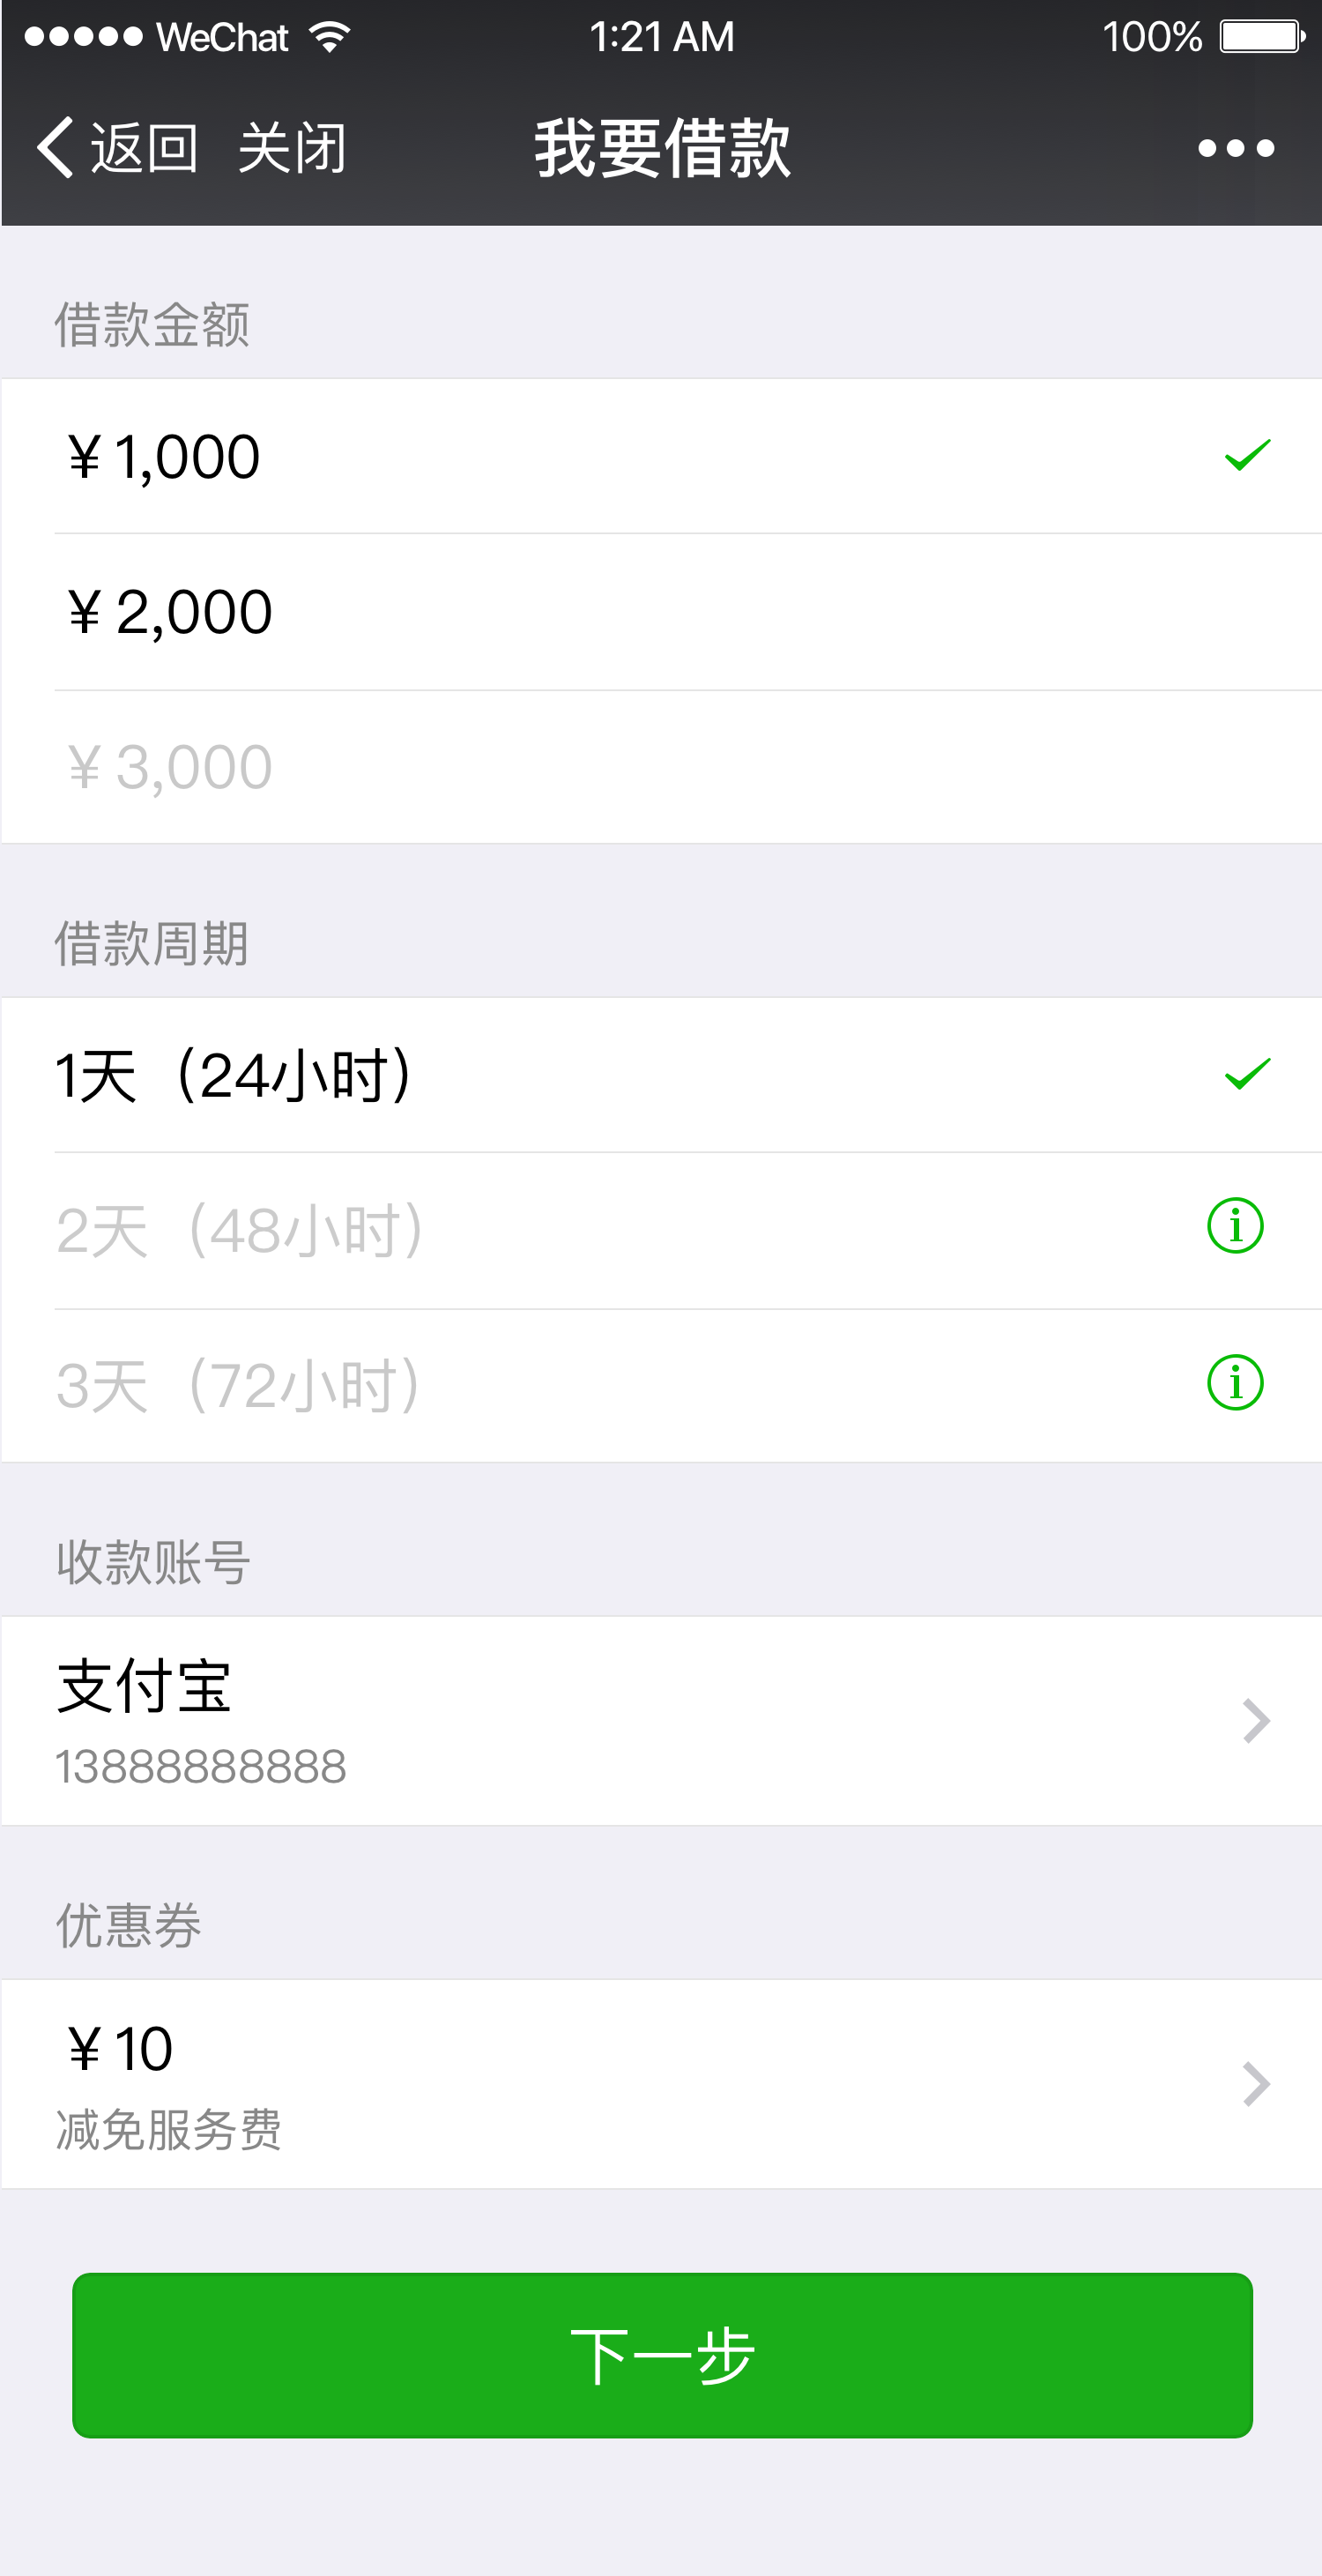 WeChat 1:21 AM 100%
返回 关闭 我要借款
借款金额
¥ 1,000
¥ 2,000
¥ 3,000
借款周期
1天（24小时）
2天（48小时）
3天（72小时）
收款账号
支付宝
13888888888
优惠券
¥ 10
减免服务费
下一步